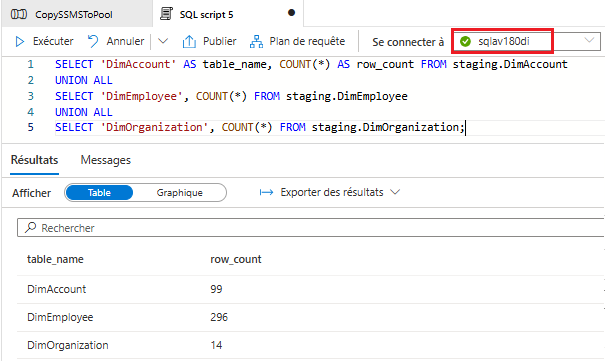 CopySSMSToPool SQL script 5
Exécuter Annuler Publier Plan de requête Se connecter à sqlav180di
1 SELECT 'DimAccount' AS table_name, COUNT(*) AS row_count FROM staging.DimAccount
2 UNION ALL
3 SELECT 'DimEmployee', COUNT(*) FROM staging.DimEmployee
4 UNION ALL
5 SELECT 'DimOrganization', COUNT(*) FROM staging.DimOrganization;
Résultats Messages
Afficher Table Graphique Exporter des résultats
Rechercher
table_name row_count
DimAccount 99
DimEmployee 296
DimOrganization 14